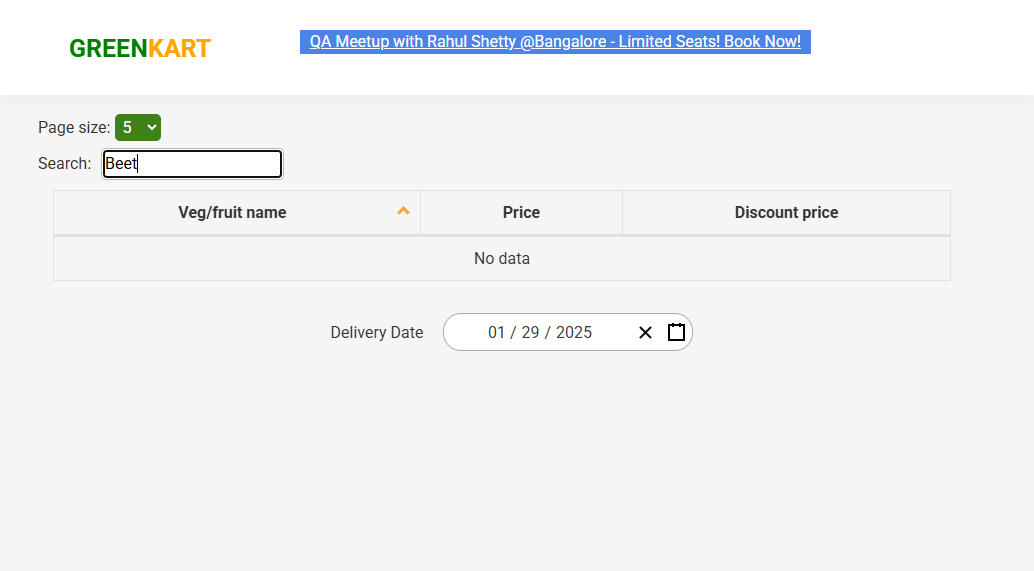 GREENKART
QA Meetup with Rahul Shetty @Bangalore - Limited Seats! Book Now!
Page size: 5
Search: Beet
Veg/fruit name Price Discount price
No data
Delivery Date 01 / 29 / 2025